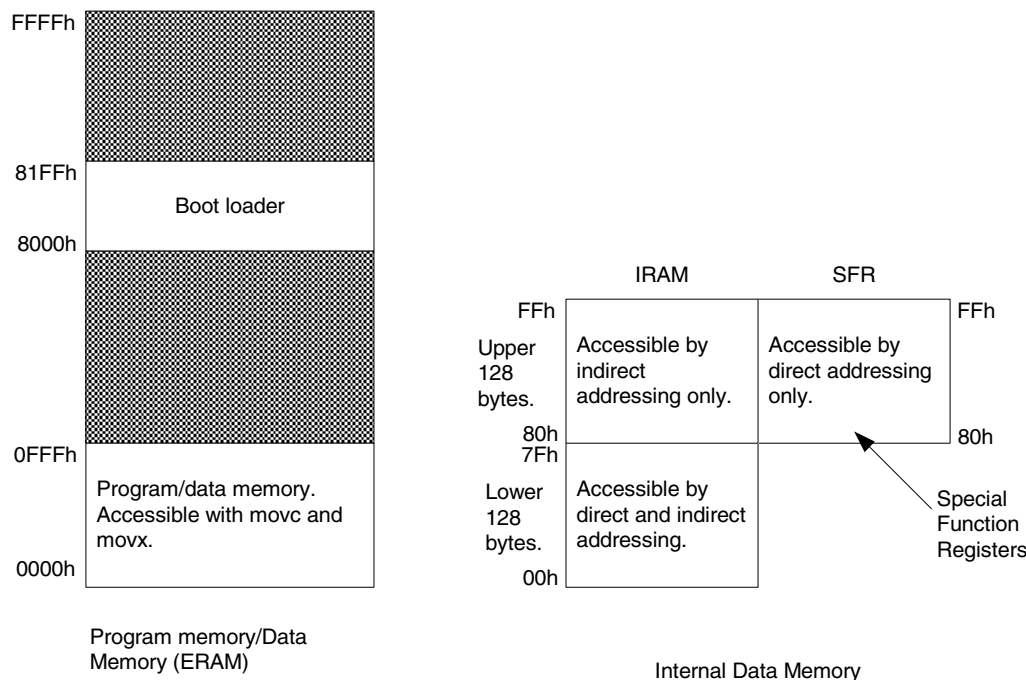 FFFFh
81FFh
Boot loader
8000h
0FFFh
Program/data memory.
Accessible with movc and
movx.
0000h
Program memory/Data
Memory (ERAM)
IRAM
SFR
FFh
FFh
Upper
128
bytes.
Accessible by
indirect
addressing only.
Accessible by
direct addressing
only.
80h
80h
7Fh
Lower
128
bytes.
Accessible by
direct and indirect
addressing.
Special
Function
Registers
00h
Internal Data Memory